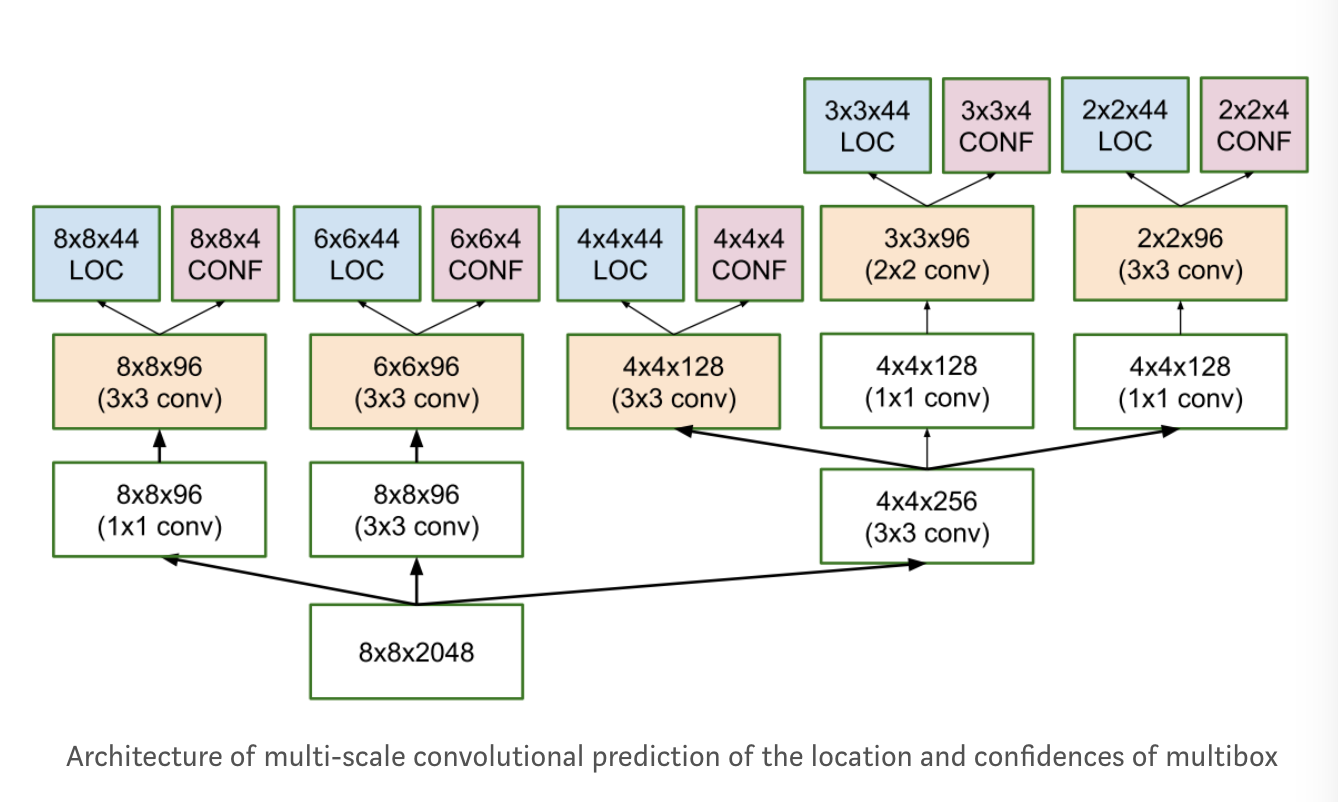 3x3x44
LOC
3x3x4
CONF
2x2x44
LOC
2x2x4
CONF
8x8x44
LOC
8x8x4
CONF
6x6x44
LOC
6x6x4
CONF
4x4x44
LOC
4x4x4
CONF
3x3x96
(2x2 conv)
2x2x96
(3x3 conv)
8x8x96
(3x3 conv)
6x6x96
(3x3 conv)
4x4x128
(3x3 conv)
4x4x128
(1x1 conv)
4x4x128
(1x1 conv)
8x8x96
(1x1 conv)
8x8x96
(3x3 conv)
4x4x256
(3x3 conv)
8x8x2048
Architecture of multi-scale convolutional prediction of the location and confidences of multibox